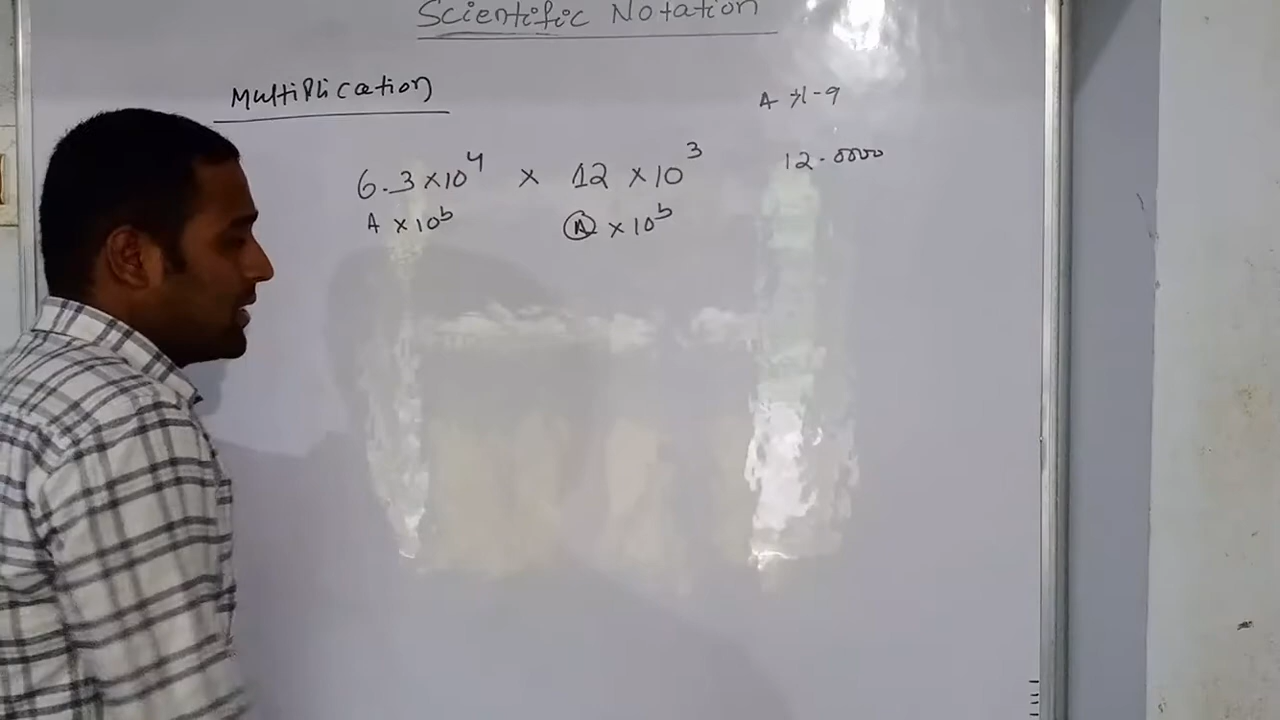 Scientific Notation
Multiplication
A → 1-9
6.3 × 10⁴ × 12 × 10³
12.0000
A × 10ᵇ A × 10ᵇ